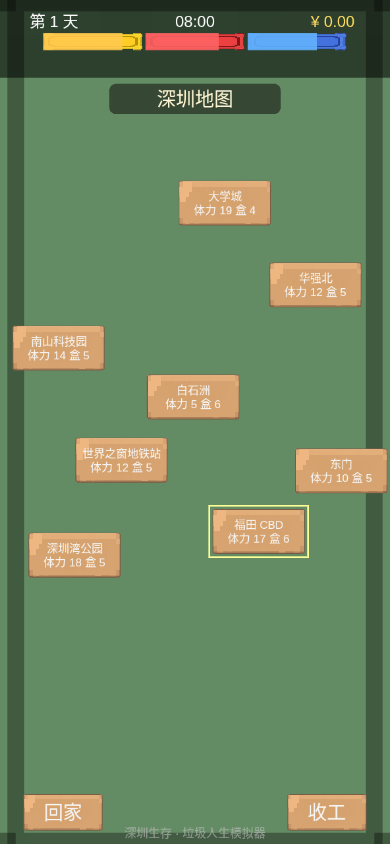 第 1 天 08:00 ¥ 0.00
深圳地图
大学城
体力 19 盒 4
华强北
体力 12 盒 5
南山科技园
体力 14 盒 5
白石洲
体力 5 盒 6
世界之窗地铁站
体力 12 盒 5
东门
体力 10 盒 5
福田 CBD
体力 17 盒 6
深圳湾公园
体力 18 盒 5
回家 收工
深圳生存 · 垃圾人生模拟器